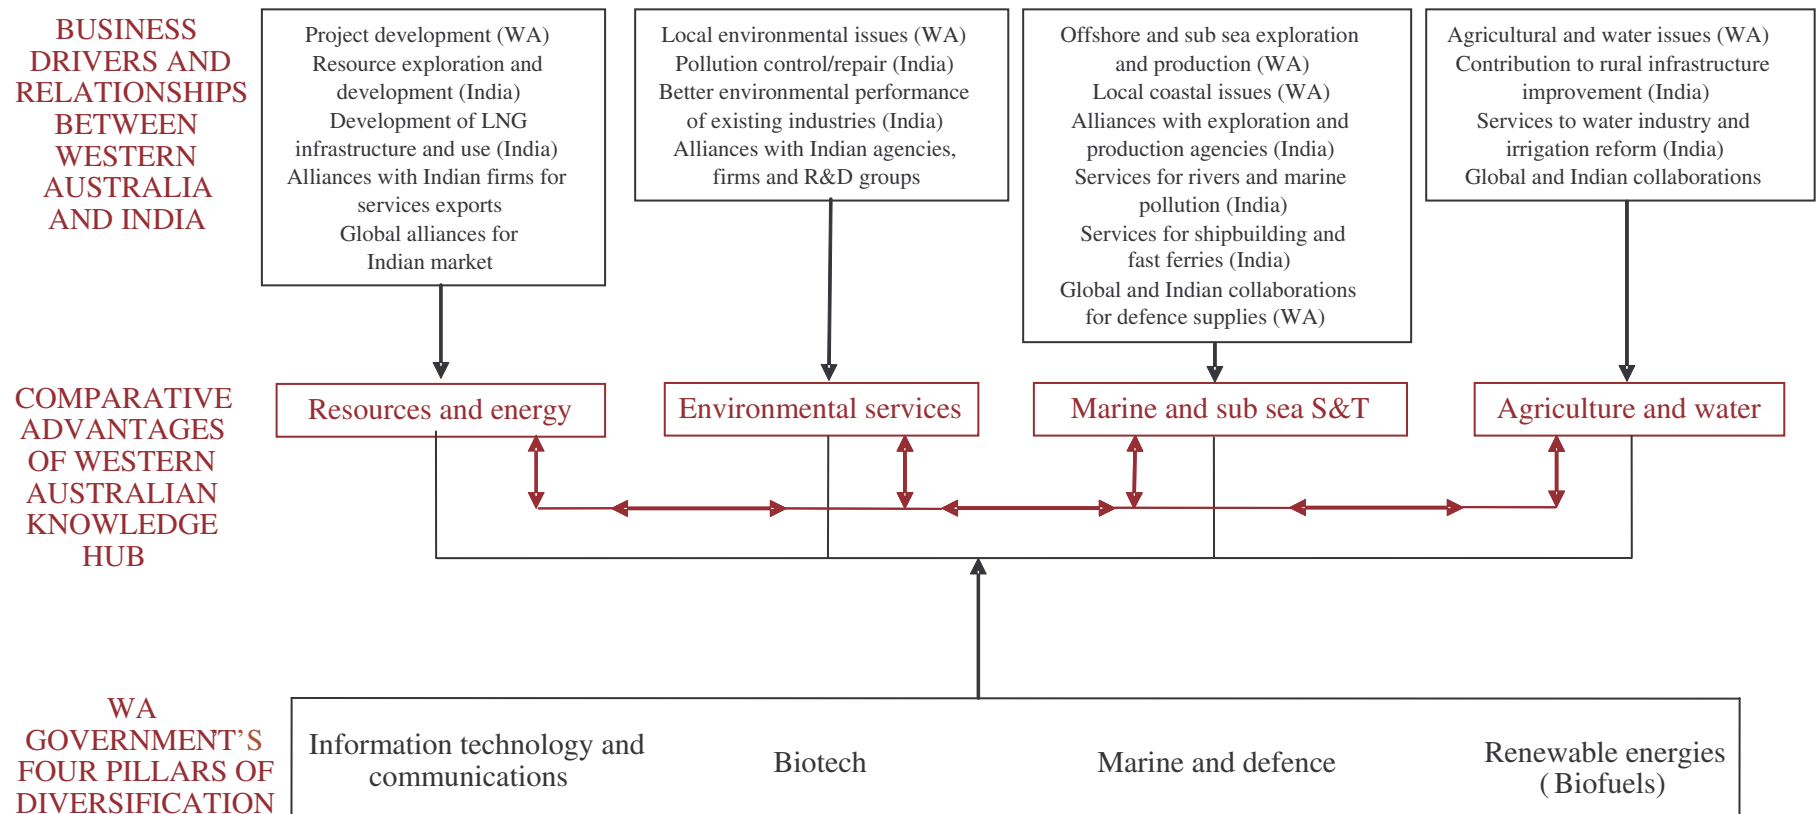 BUSINESS
DRIVERS AND
RELATIONSHIPS
BETWEEN
WESTERN
AUSTRALIA
AND INDIA
Project development (WA)
Resource exploration and
development (India)
Development of LNG
infrastructure and use (India)
Alliances with Indian firms for
services exports
Global alliances for
Indian market
Local environmental issues (WA)
Pollution control/repair (India)
Better environmental performance
of existing industries (India)
Alliances with Indian agencies,
firms and R&D groups
Offshore and sub sea exploration
and production (WA)
Local coastal issues (WA)
Alliances with exploration and
production agencies (India)
Services for rivers and marine
pollution (India)
Services for shipbuilding and
fast ferries (India)
Global and Indian collaborations
for defence supplies (WA)
Agricultural and water issues (WA)
Contribution to rural infrastructure
improvement (India)
Services to water industry and
irrigation reform (India)
Global and Indian collaborations
COMPARATIVE
ADVANTAGES
OF WESTERN
AUSTRALIAN
KNOWLEDGE
HUB
Resources and energy
Environmental services
Marine and sub sea S&T
Agriculture and water
WA
GOVERNMENT'S
FOUR PILLARS OF
DIVERSIFICATION
Information technology and
communications
Biotech
Marine and defence
Renewable energies
( Biofuels)